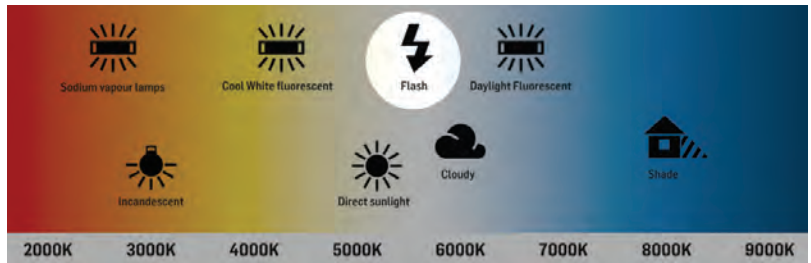 Sodium vapour lamps
Cool White fluorescent
Flash
Daylight Fluorescent
Incandescent
Direct sunlight
Cloudy
Shade
2000K 3000K 4000K 5000K 6000K 7000K 8000K 9000K